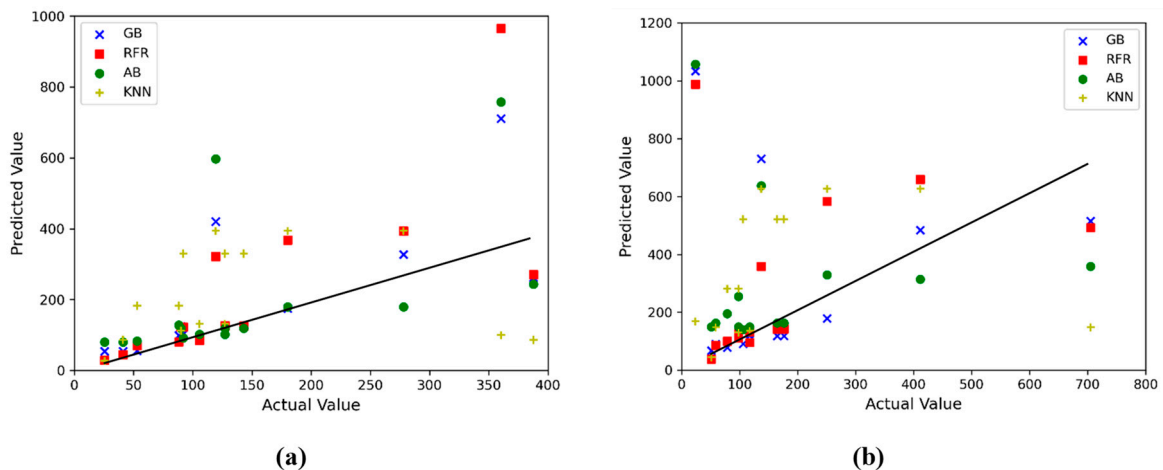 1000
800
600
400
200
0
0 50 100 150 200 250 300 350 400
Predicted Value
Actual Value
GB
RFR
AB
KNN
(a)
1200
1000
800
600
400
200
0
0 100 200 300 400 500 600 700 800
Predicted Value
Actual Value
GB
RFR
AB
KNN
(b)